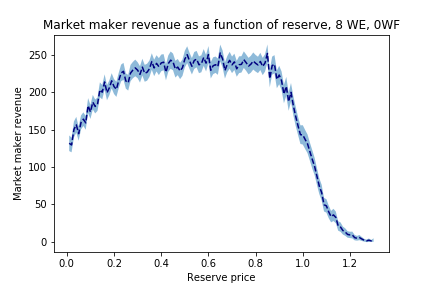 Market maker revenue as a function of reserve, 8 WE, 0WF
Market maker revenue
250
200
150
100
50
0
0.0 0.2 0.4 0.6 0.8 1.0 1.2
Reserve price